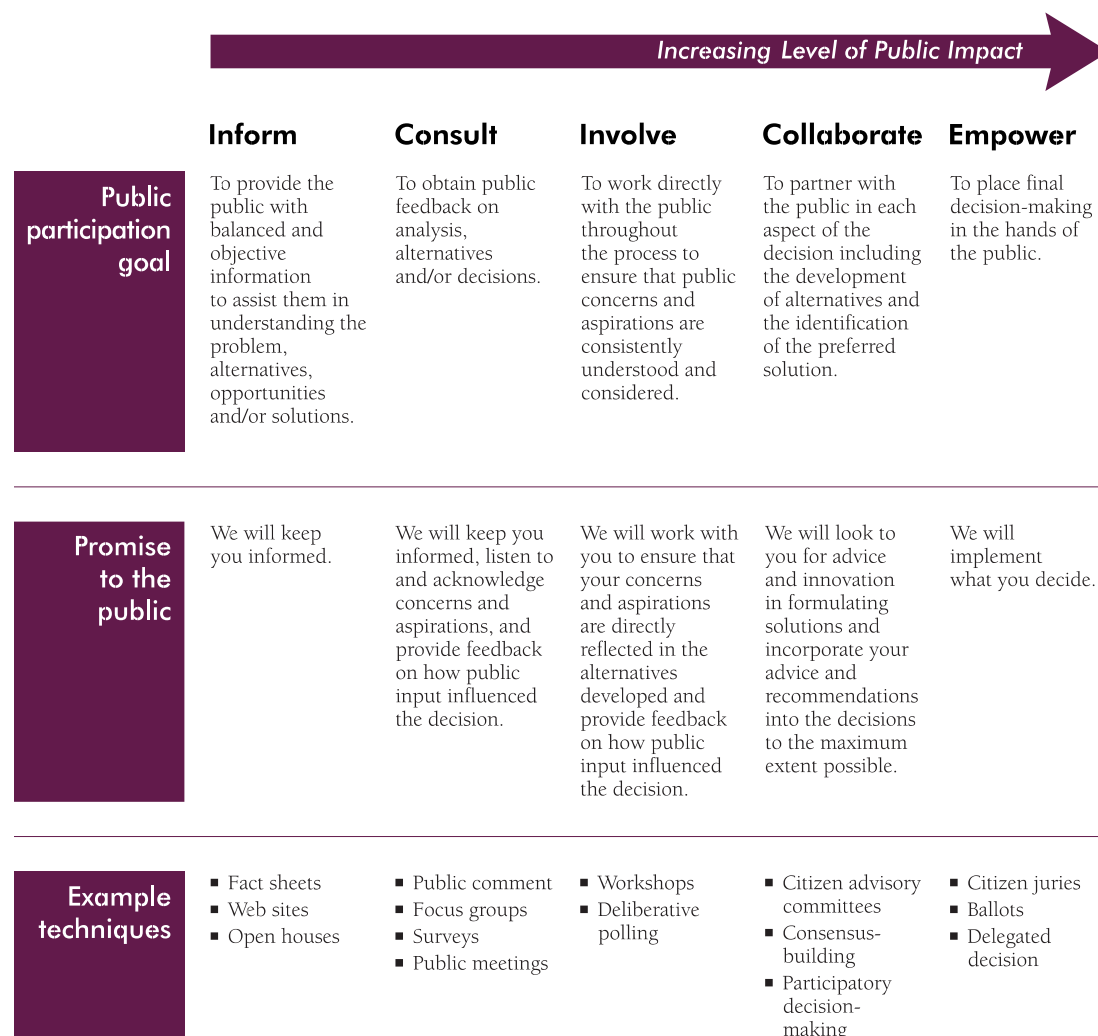 Increasing Level of Public Impact
Inform
Consult
Involve
Collaborate
Empower
Public
participation
goal
To provide the
public with
balanced and
objective
information
to assist them in
understanding the
problem,
alternatives,
opportunities
and/or solutions.
To obtain public
feedback on
analysis,
alternatives
and/or decisions.
To work directly
with the public
throughout
the process to
ensure that public
concerns and
aspirations are
consistently
understood and
considered.
To partner with
the public in each
aspect of the
decision including
the development
of alternatives and
the identification
of the preferred
solution.
To place final
decision-making
in the hands of
the public.
Promise
to the
public
We will keep
you informed.
We will keep you
informed, listen to
and acknowledge
concerns and
aspirations, and
provide feedback
on how public
input influenced
the decision.
We will work with
you to ensure that
your concerns
and aspirations
are directly
reflected in the
alternatives
developed and
provide feedback
on how public
input influenced
the decision.
We will look to
you for advice
and innovation
in formulating
solutions and
incorporate your
advice and
recommendations
into the decisions
to the maximum
extent possible.
We will
implement
what you decide.
Example
techniques
▪ Fact sheets
▪ Web sites
▪ Open houses
▪ Public comment
▪ Focus groups
▪ Surveys
▪ Public meetings
▪ Workshops
▪ Deliberative
polling
▪ Citizen advisory
committees
▪ Consensus-
building
▪ Participatory
decision-
making
▪ Citizen juries
▪ Ballots
▪ Delegated
decision